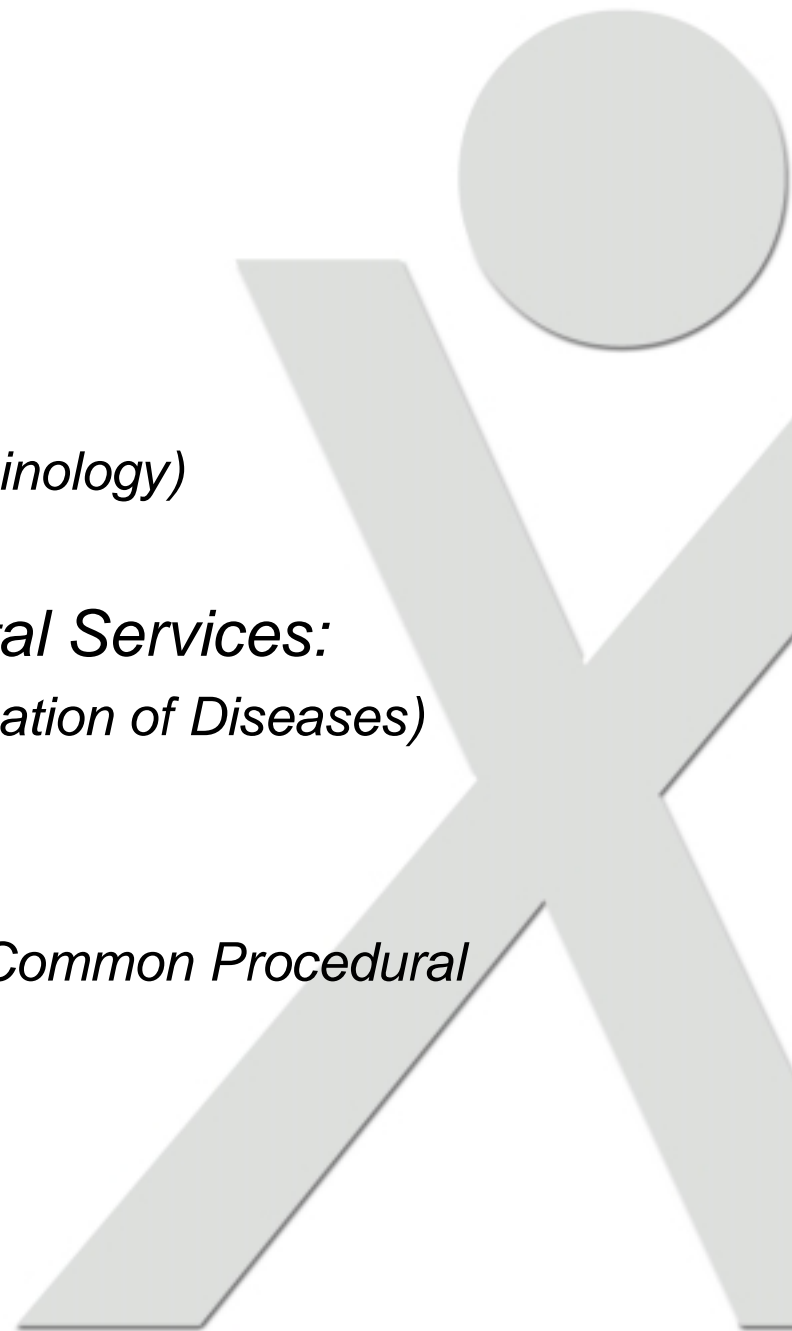 inology)
al Services:
ation of Diseases)
Common Procedural